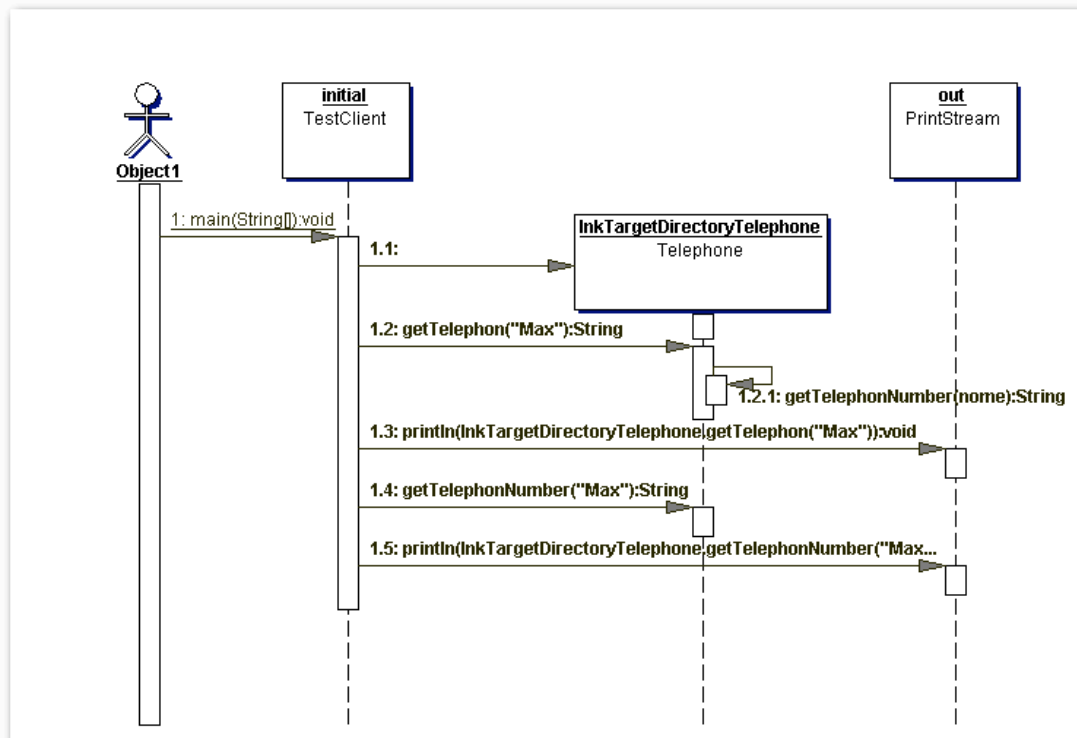 initial
TestClient
out
PrintStream
Object1
1: main(String[]):void
InkTargetDirectoryTelephone
Telephone
1.1:
1.2: getTelephon("Max"):String
1.2.1: getTelephonNumber(nome):String
1.3: println(InkTargetDirectoryTelephone.getTelephon("Max")):void
1.4: getTelephonNumber("Max"):String
1.5: println(InkTargetDirectoryTelephone.getTelephonNumber("Max...